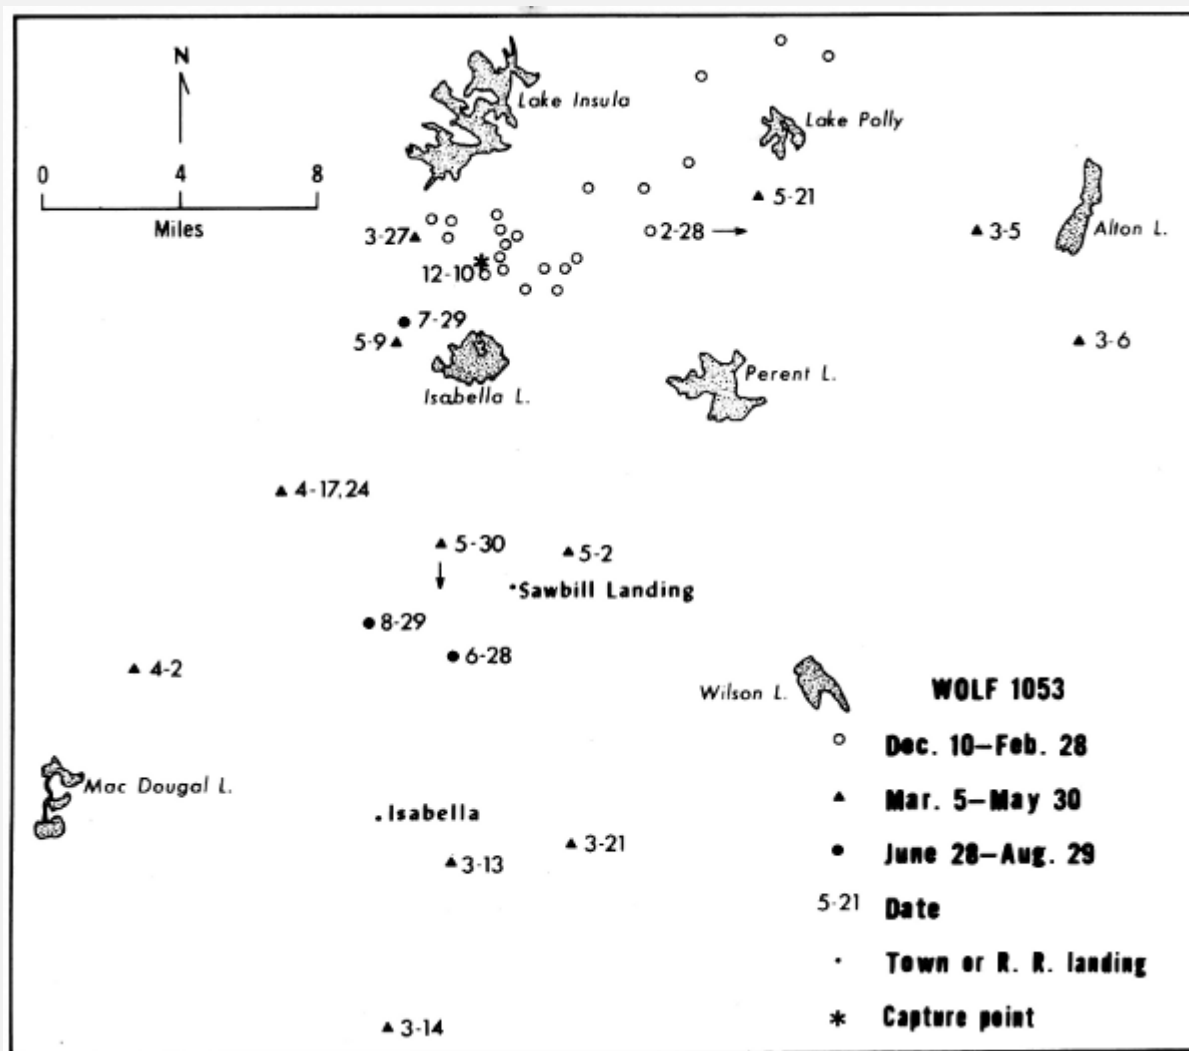 N
Lake Insula
Lake Polly
0 4 8
Miles
5-21
3-27
2-28
3-5
Alton L.
12-10
7-29
5-9
3-6
Isabella L.
Perent L.
4-17,24
5-30
5-2
Sawbill Landing
8-29
6-28
4-2
Wilson L.
WOLF 1053
Dec. 10–Feb. 28
Mac Dougal L.
Mar. 5–May 30
Isabella
3-21
3-13
June 28–Aug. 29
5-21 Date
Town or R. R. landing
Capture point
3-14